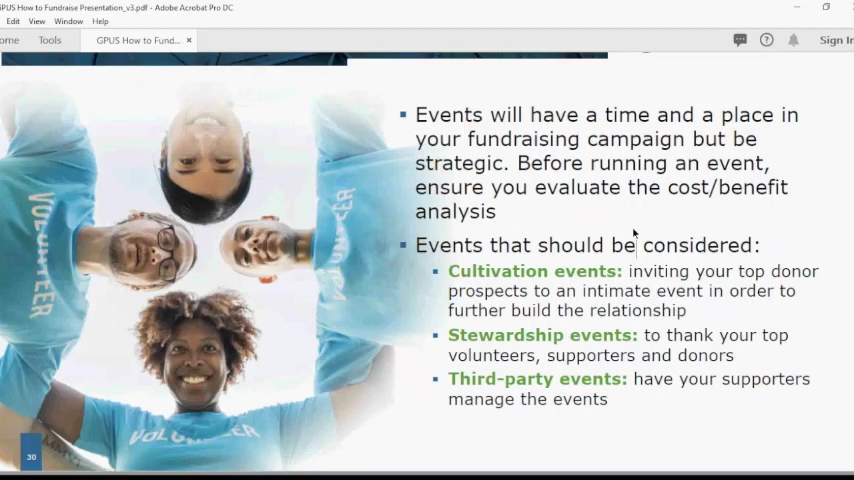 GPUS How to Fundraise Presentation_v3.pdf - Adobe Acrobat Pro DC
Edit View Window Help
Tools GPUS How to Fund... × ? Sign In
▪ Events will have a time and a place in
your fundraising campaign but be
strategic. Before running an event,
ensure you evaluate the cost/benefit
analysis
▪ Events that should be considered:
▪ Cultivation events: inviting your top donor
prospects to an intimate event in order to
further build the relationship
▪ Stewardship events: to thank your top
volunteers, supporters and donors
▪ Third-party events: have your supporters
manage the events
VOLUNTEER
VOLUNTEER
VOLUNTEER
30